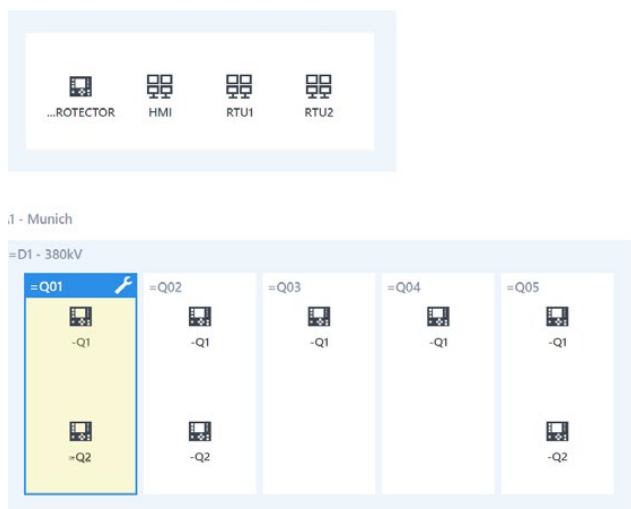 ...ROTECTOR HMI RTU1 RTU2
1 - Munich
=D1 - 380kV
=Q01 =Q02 =Q03 =Q04 =Q05
-Q1 -Q1 -Q1 -Q1 -Q1
=Q2 -Q2 -Q2